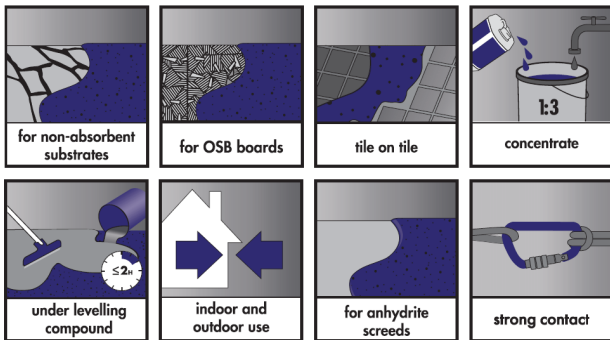 for non-absorbent
substrates
for OSB boards
tile on tile
1:3
concentrate
≤2H
under levelling
compound
indoor and
outdoor use
for anhydrite
screeds
strong contact